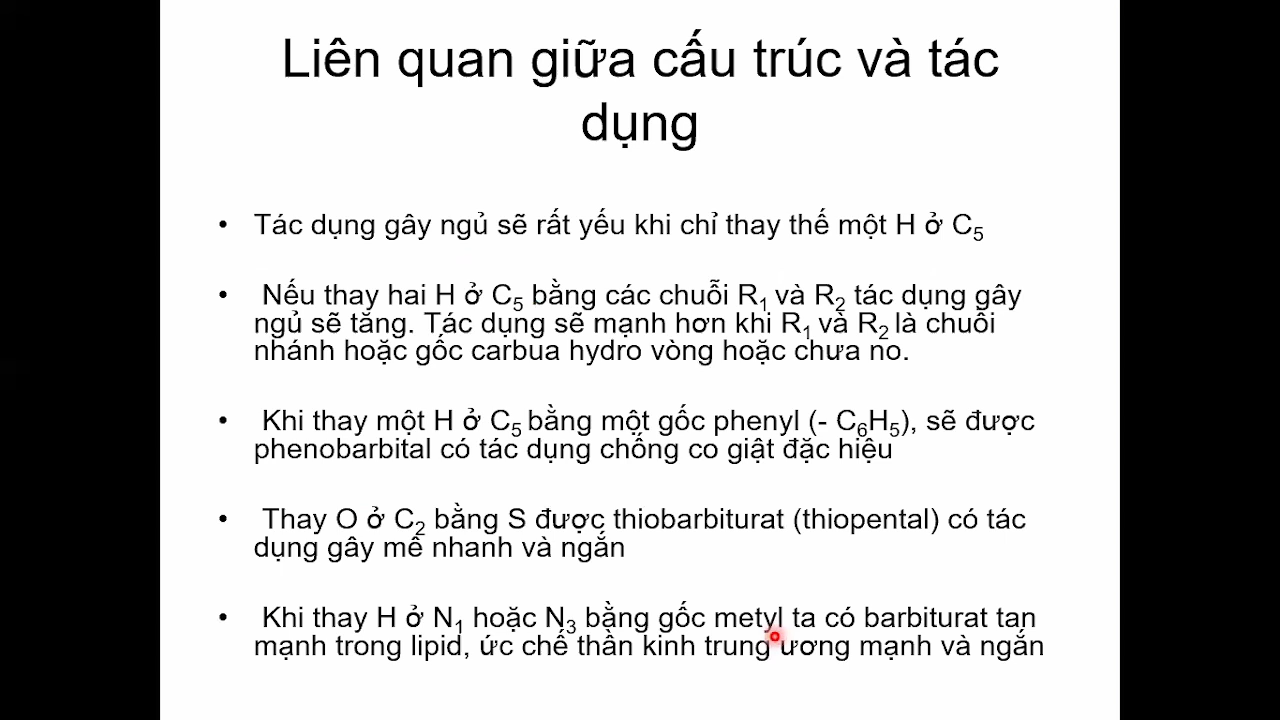 Liên quan giữa cấu trúc và tác
dụng
• Tác dụng gây ngủ sẽ rất yếu khi chỉ thay thế một H ở C₅
• Nếu thay hai H ở C₅ bằng các chuỗi R₁ và R₂ tác dụng gây
ngủ sẽ tăng. Tác dụng sẽ mạnh hơn khi R₁ và R₂ là chuỗi
nhánh hoặc gốc carbua hydro vòng hoặc chưa no.
• Khi thay một H ở C₅ bằng một gốc phenyl (- C₆H₅), sẽ được
phenobarbital có tác dụng chống co giật đặc hiệu
• Thay O ở C₂ bằng S được thiobarbiturat (thiopental) có tác
dụng gây mê nhanh và ngắn
• Khi thay H ở N₁ hoặc N₃ bằng gốc metyl ta có barbiturat tan
mạnh trong lipid, ức chế thần kinh trung ương mạnh và ngắn